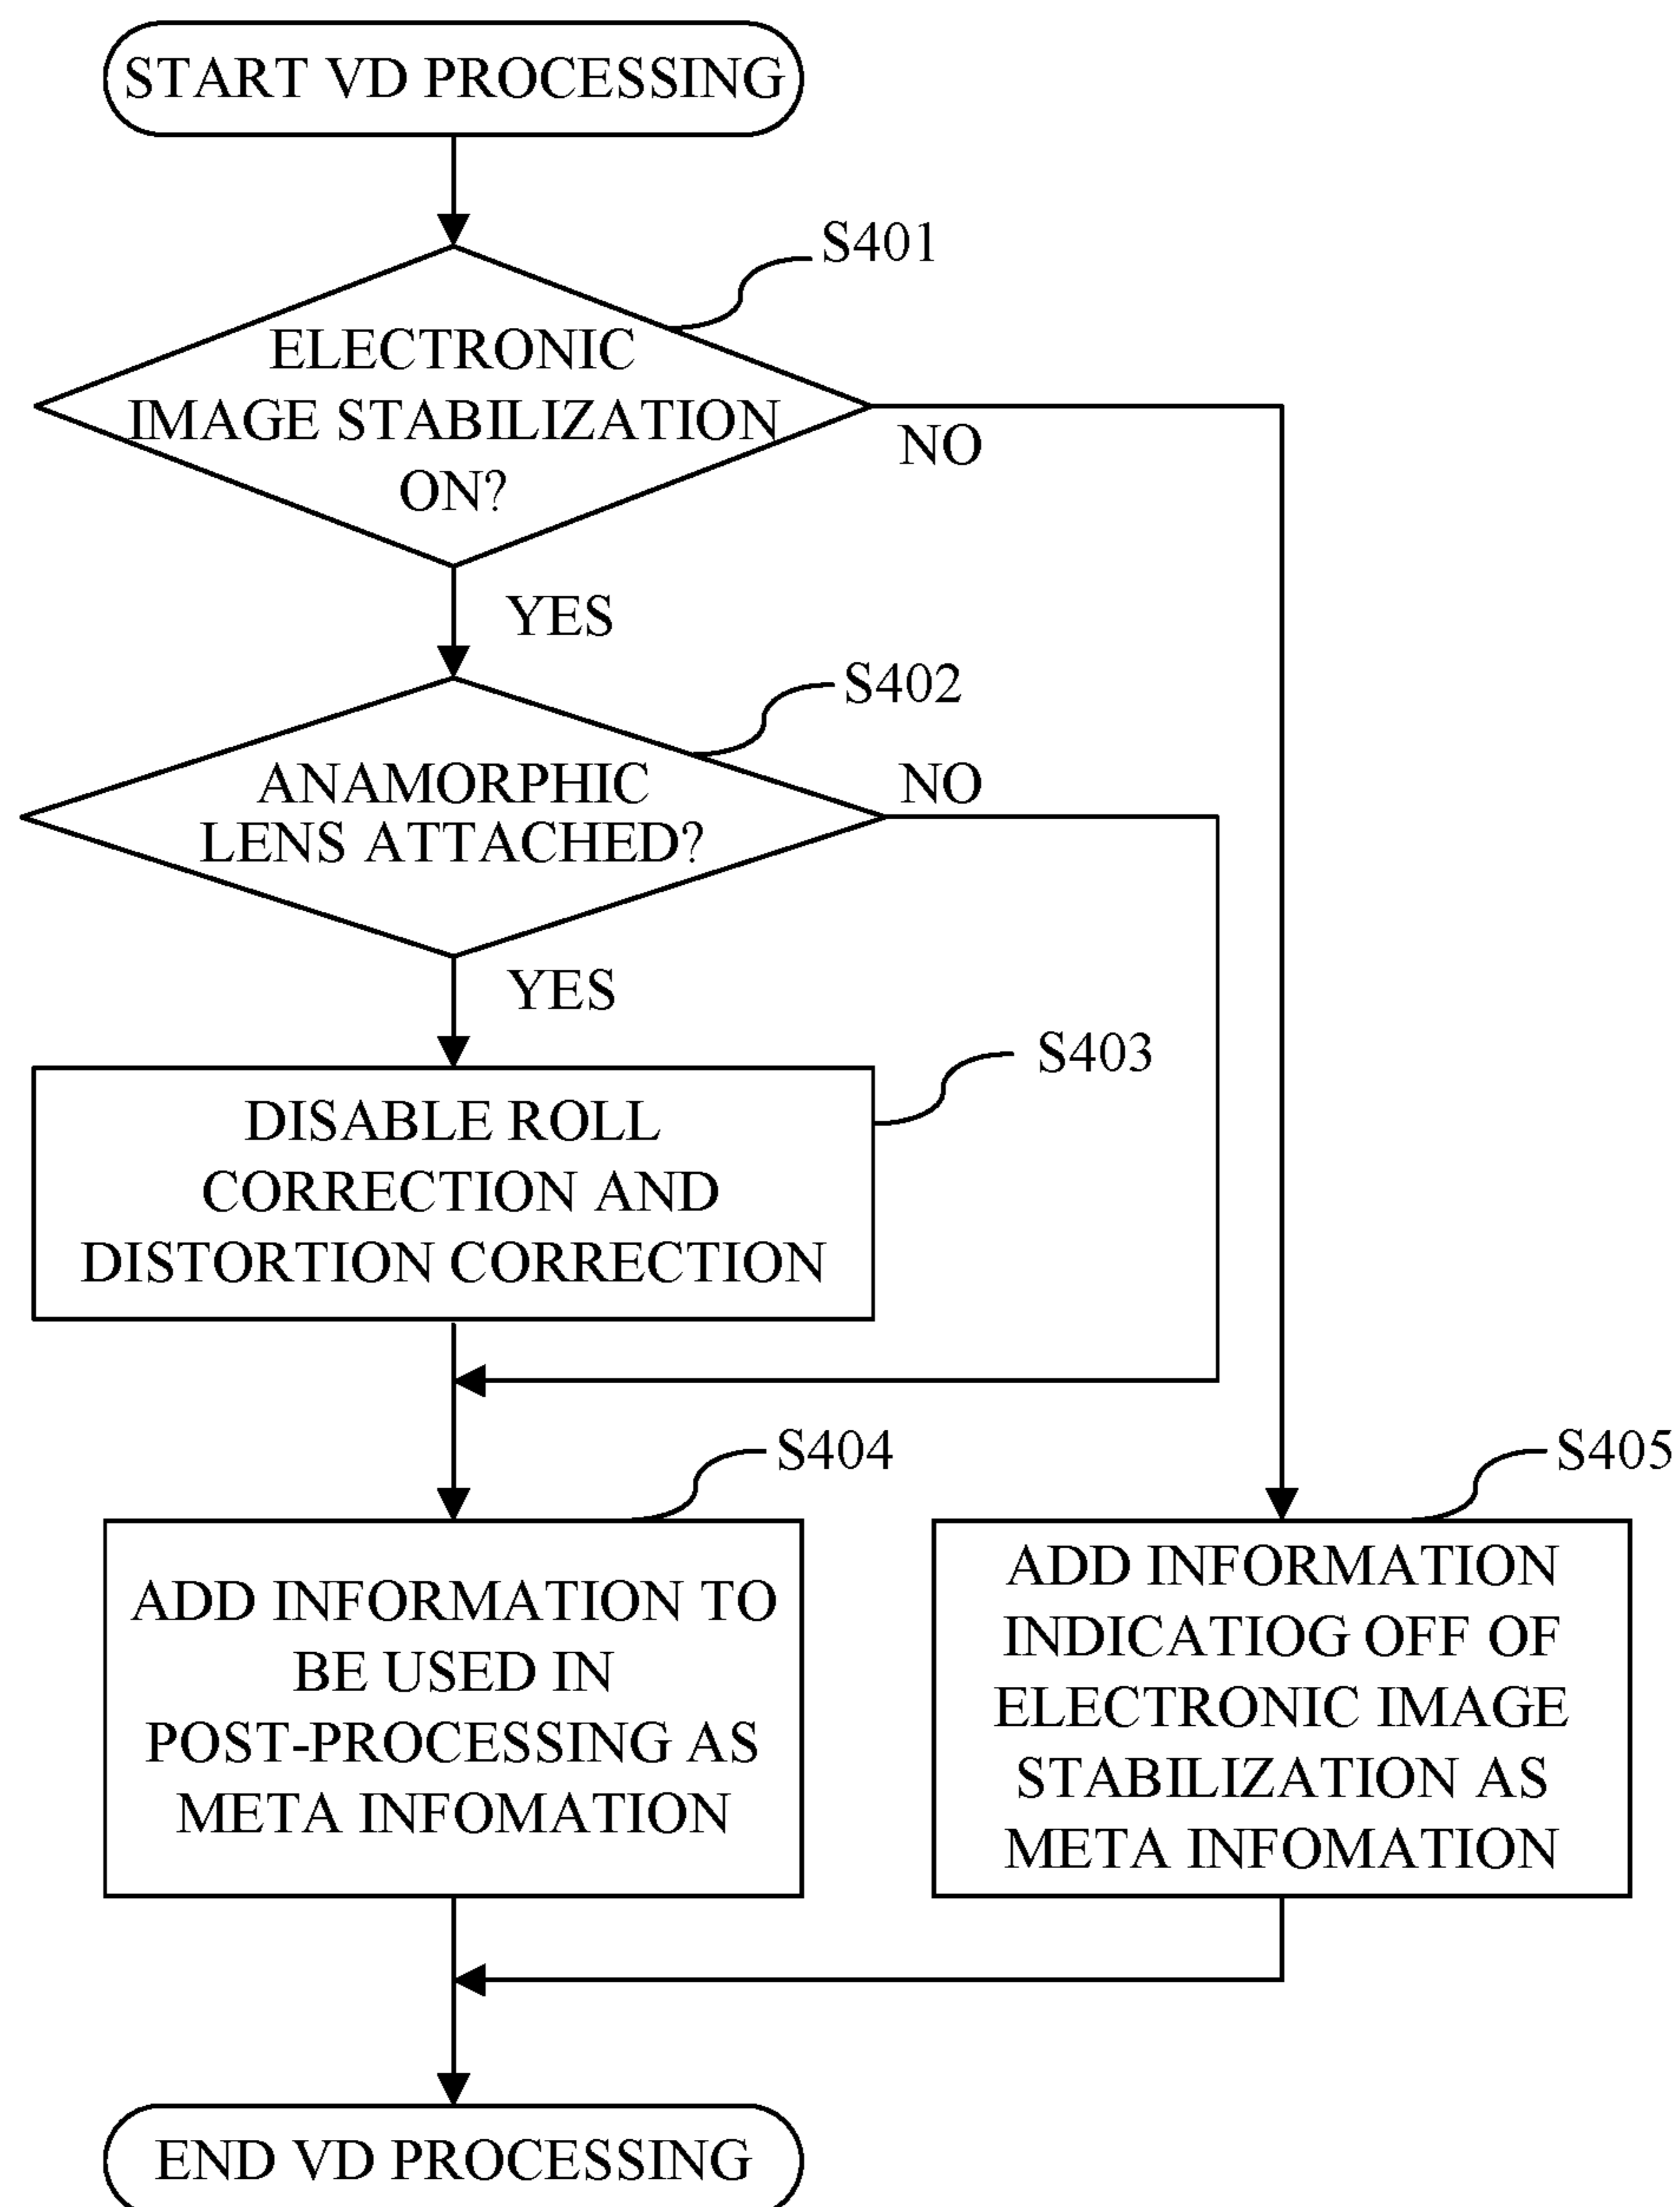 START VD PROCESSING
S401
ELECTRONIC
IMAGE STABILIZATION
ON?
NO
YES
S402
ANAMORPHIC
LENS ATTACHED?
NO
YES
S403
DISABLE ROLL
CORRECTION AND
DISTORTION CORRECTION
S404
ADD INFORMATION TO
BE USED IN
POST-PROCESSING AS
META INFOMATION
S405
ADD INFORMATION
INDICATIOG OFF OF
ELECTRONIC IMAGE
STABILIZATION AS
META INFOMATION
END VD PROCESSING